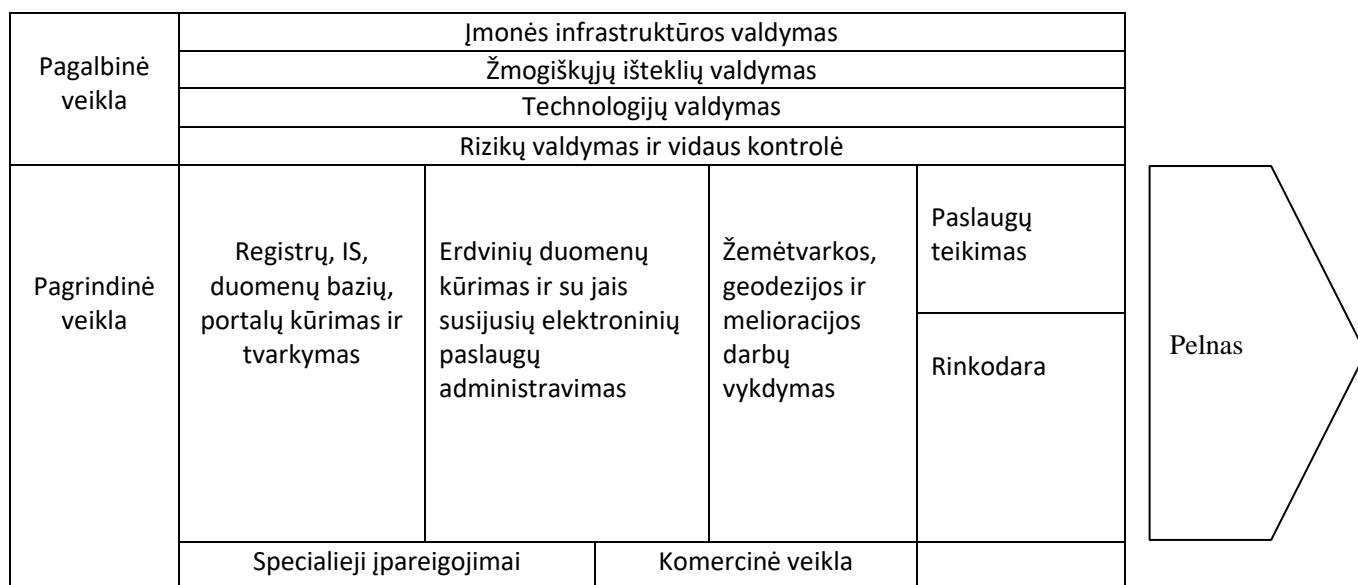 Pagalbinė
veikla
Įmonės infrastruktūros valdymas
Žmogiškųjų išteklių valdymas
Technologijų valdymas
Rizikų valdymas ir vidaus kontrolė
Pagrindinė
veikla
Registrų, IS,
duomenų bazių,
portalų kūrimas ir
tvarkymas
Erdvinių duomenų
kūrimas ir su jais
susijusių elektroninių
paslaugų
administravimas
Žemėtvarkos,
geodezijos ir
melioracijos
darbų
vykdymas
Paslaugų
teikimas
Rinkodara
Specialieji įpareigojimai
Komercinė veikla
Pelnas